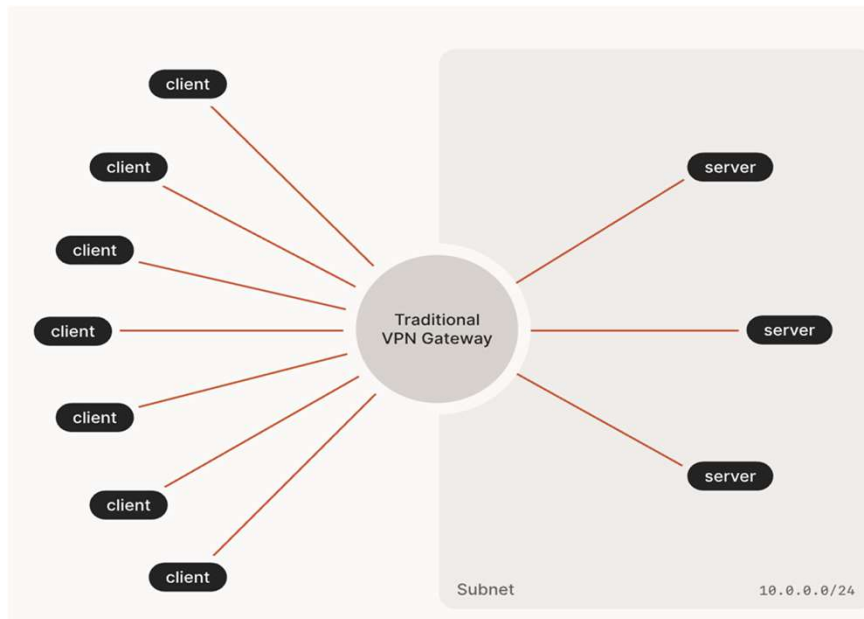 client
client
server
client
Traditional
VPN Gateway
client
server
client
server
client
client
Subnet
10.0.0.0/24